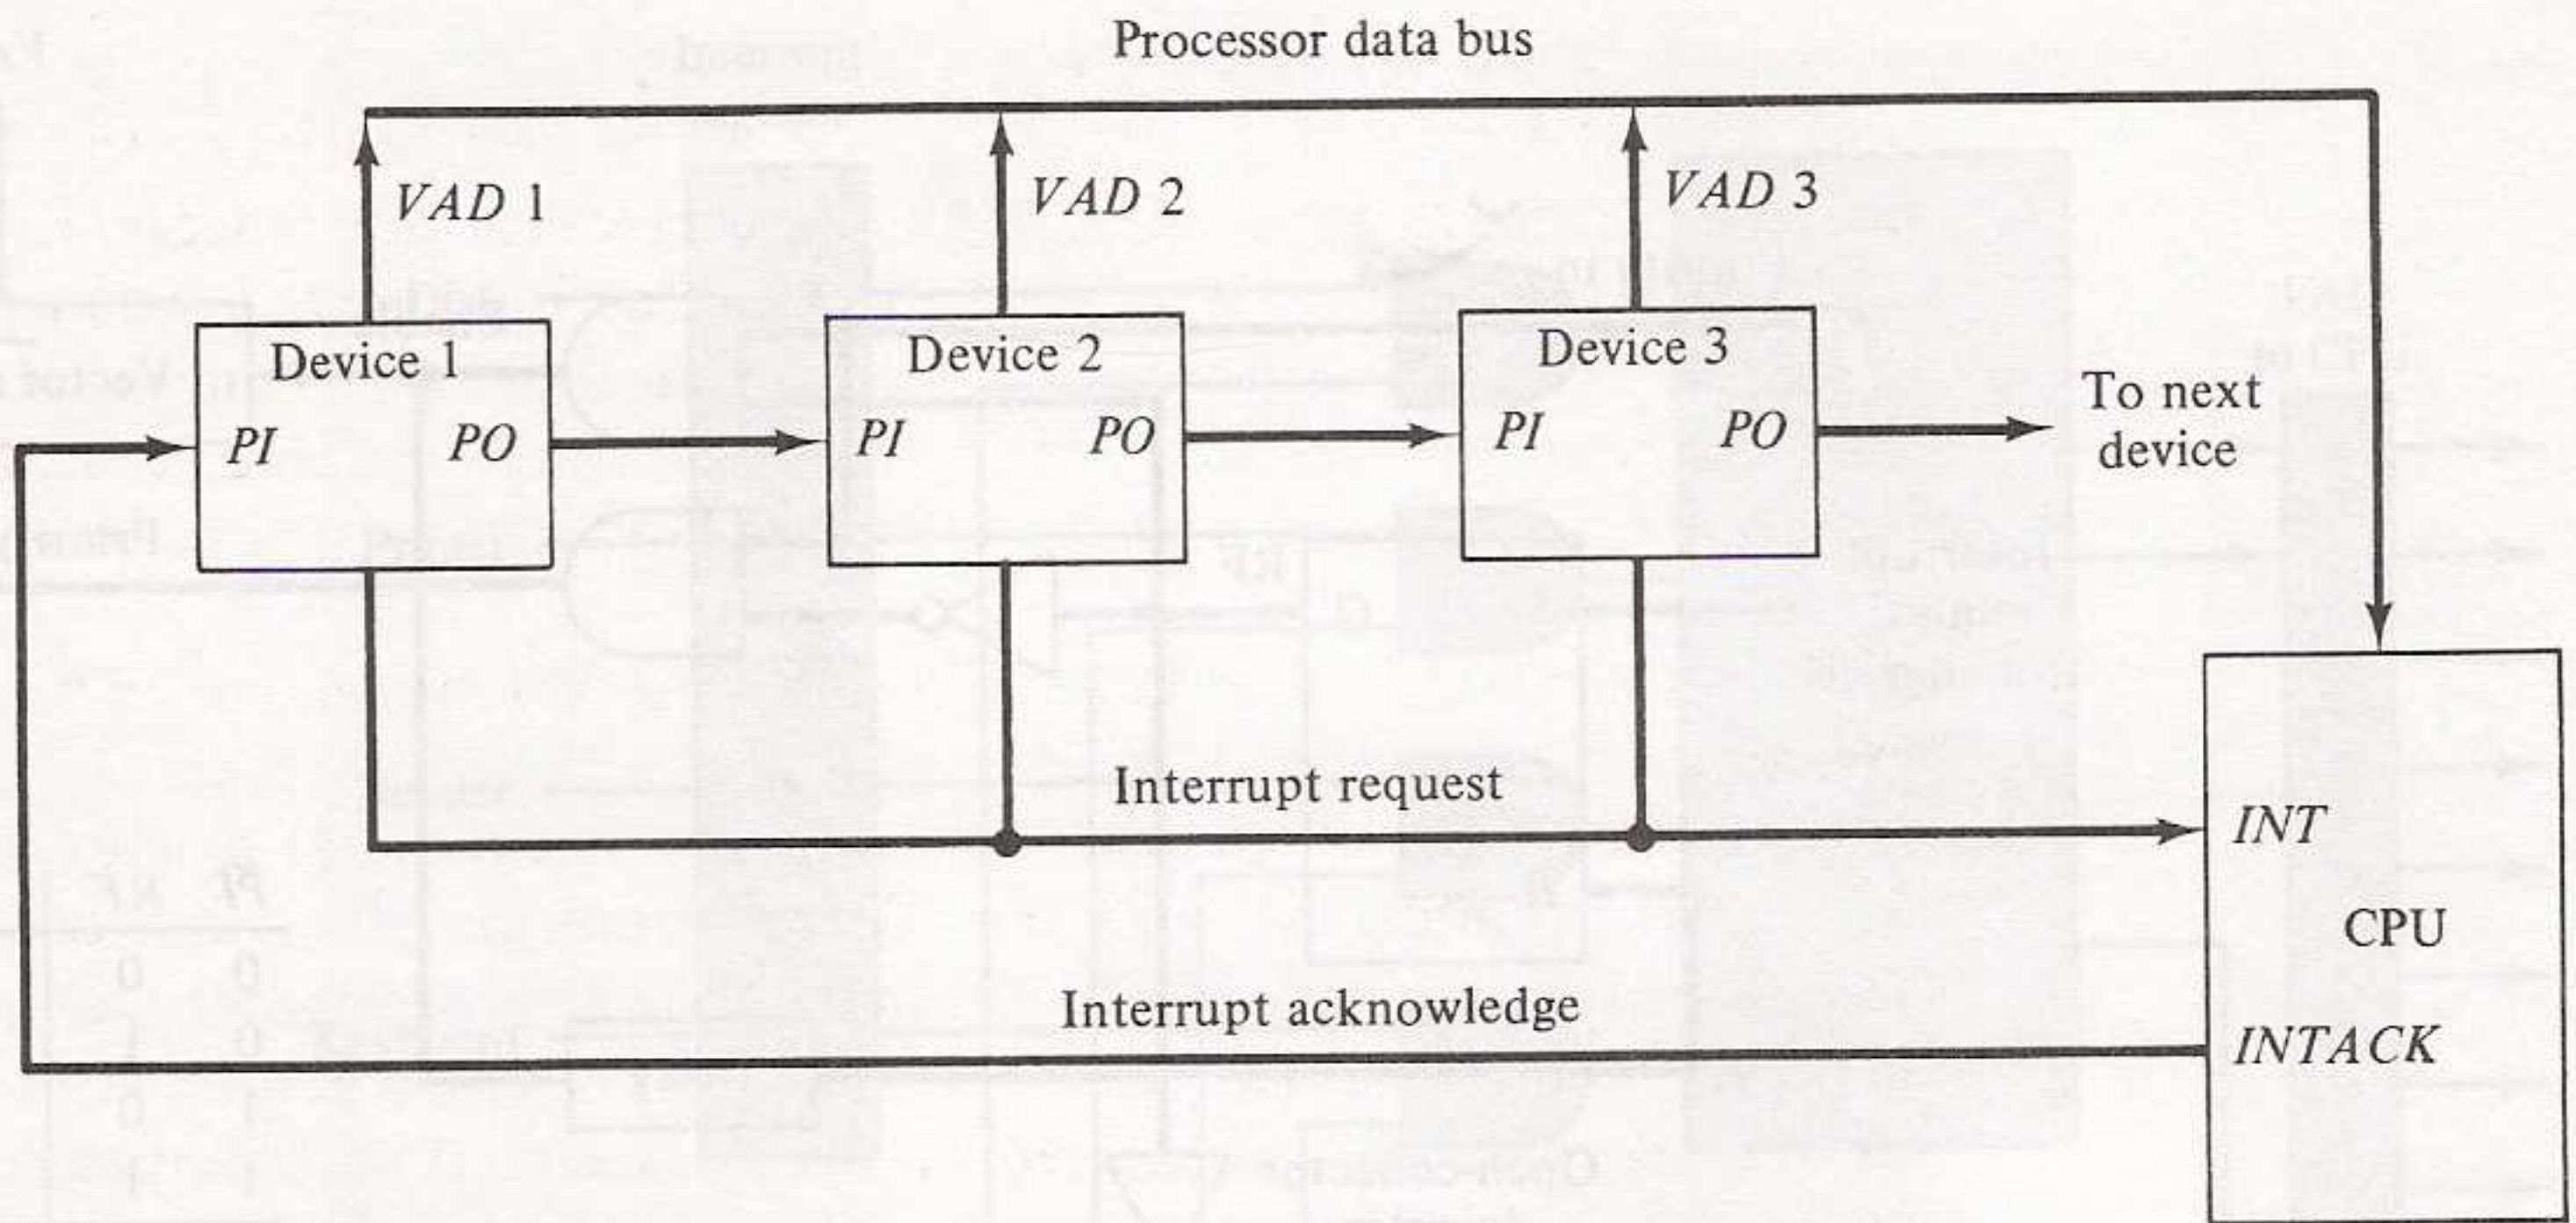 Processor data bus
VAD 1
VAD 2
VAD 3
Device 1
PI
PO
Device 2
PI
PO
Device 3
PI
PO
To next
device
Interrupt request
INT
CPU
Interrupt acknowledge
INTACK